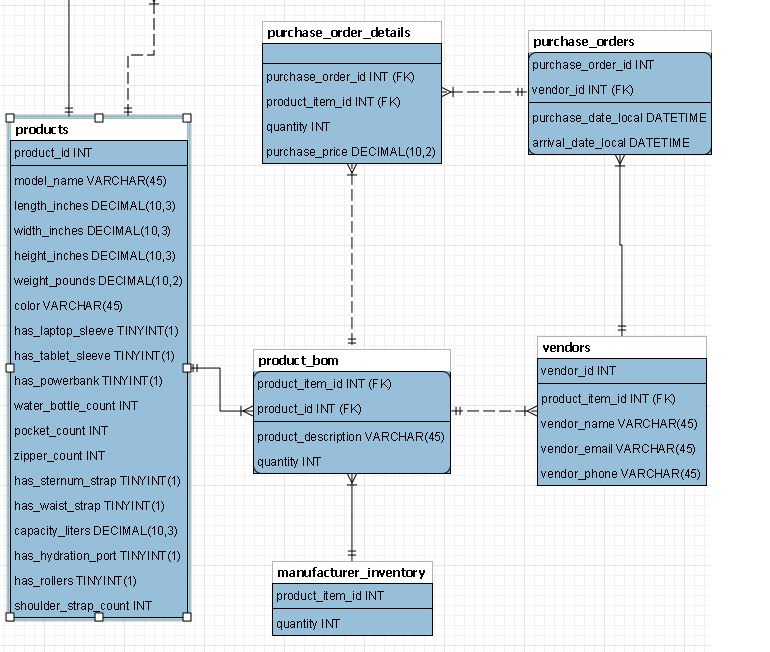 purchase_order_details
purchase_order_id INT (FK)
product_item_id INT (FK)
quantity INT
purchase_price DECIMAL(10,2)
purchase_orders
purchase_order_id INT
vendor_id INT (FK)
purchase_date_local DATETIME
arrival_date_local DATETIME
products
product_id INT
model_name VARCHAR(45)
length_inches DECIMAL(10,3)
width_inches DECIMAL(10,3)
height_inches DECIMAL(10,3)
weight_pounds DECIMAL(10,2)
color VARCHAR(45)
has_laptop_sleeve TINYINT(1)
has_tablet_sleeve TINYINT(1)
has_powerbank TINYINT(1)
water_bottle_count INT
pocket_count INT
zipper_count INT
has_sternum_strap TINYINT(1)
has_waist_strap TINYINT(1)
capacity_liters DECIMAL(10,3)
has_hydration_port TINYINT(1)
has_rollers TINYINT(1)
shoulder_strap_count INT
product_bom
product_item_id INT (FK)
product_id INT (FK)
product_description VARCHAR(45)
quantity INT
vendors
vendor_id INT
product_item_id INT (FK)
vendor_name VARCHAR(45)
vendor_email VARCHAR(45)
vendor_phone VARCHAR(45)
manufacturer_inventory
product_item_id INT
quantity INT